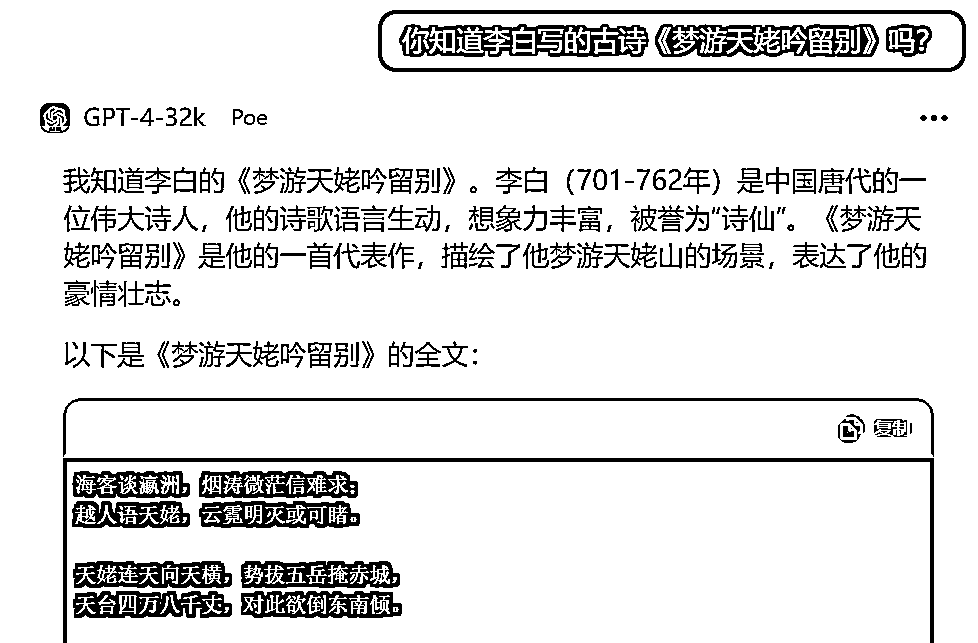 你知道李白写的古诗《梦游天姥吟留别》吗？
GPT-4-32k Poe
我知道李白的《梦游天姥吟留别》。李白（701-762年）是中国唐代的一
位伟大诗人，他的诗歌语言生动，想象力丰富，被誉为“诗仙”。《梦游天
姥吟留别》是他的一首代表作，描绘了他梦游天姥山的场景，表达了他的
豪情壮志。
以下是《梦游天姥吟留别》的全文：
复制
海客谈瀛洲，烟涛微茫信难求；
越人语天姥，云霓明灭或可睹。
天姥连天向天横，势拔五岳掩赤城，
天台四万八千丈，对此欲倒东南倾。